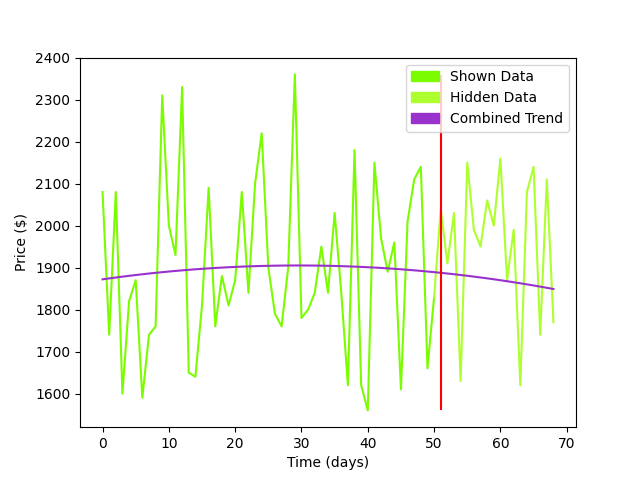 2400
2300
2200
2100
2000
1900
1800
1700
1600
Price ($)
Shown Data
Hidden Data
Combined Trend
0 10 20 30 40 50 60 70
Time (days)